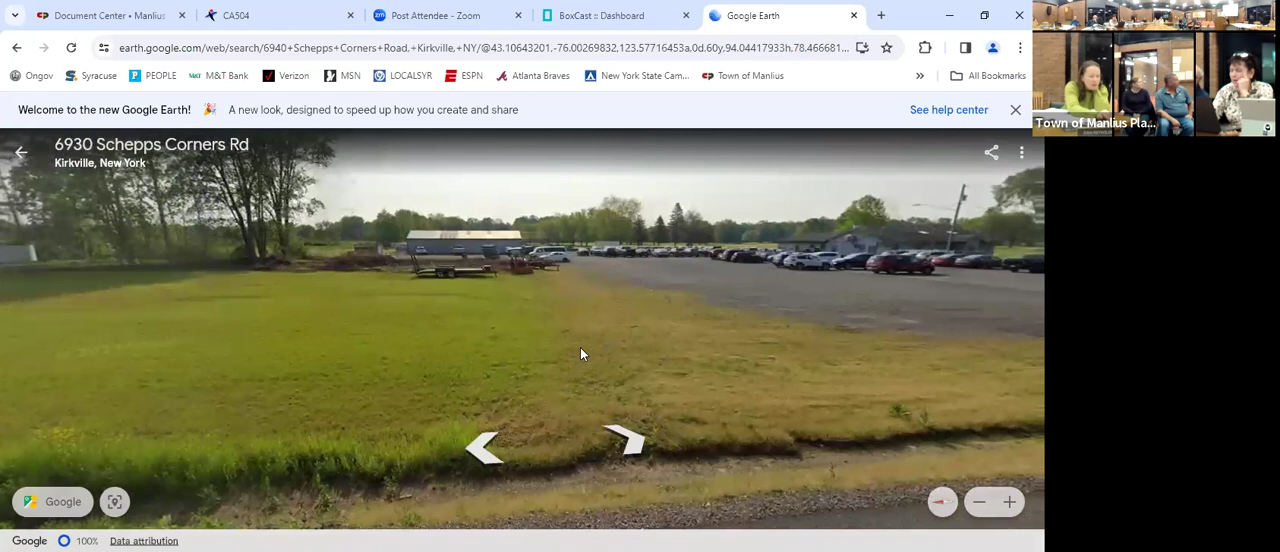 Document Center • Manlius
CA504
Post Attendee - Zoom
BoxCast :: Dashboard
Google Earth
earth.google.com/web/search/6940+Schepps+Corners+Road,+Kirkville,+NY/@43.10643201,-76.00269832,123.57716453a,0d,60y,94.04417933h,78.466681...
Ongov
Syracuse
PEOPLE
M&T Bank
Verizon
MSN
LOCALSYR
ESPN
Atlanta Braves
New York State Cam...
Town of Manlius
»
All Bookmarks
Welcome to the new Google Earth! 🎉 A new look, designed to speed up how you create and collaborate
See help center
Town of Manlius Pla...
6930 Schepps Corners Rd
Kirkville, New York
Google
Google
100%
Data attribution